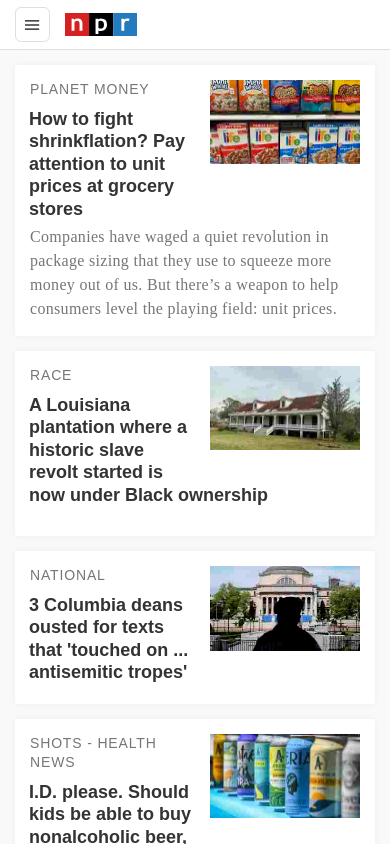 npr
PLANET MONEY
How to fight
shrinkflation? Pay
attention to unit
prices at grocery
stores
Companies have waged a quiet revolution in
package sizing that they use to squeeze more
money out of us. But there’s a weapon to help
consumers level the playing field: unit prices.
RACE
A Louisiana
plantation where a
historic slave
revolt started is
now under Black ownership
NATIONAL
3 Columbia deans
ousted for texts
that 'touched on ...
antisemitic tropes'
SHOTS - HEALTH
NEWS
I.D. please. Should
kids be able to buy
nonalcoholic beer,